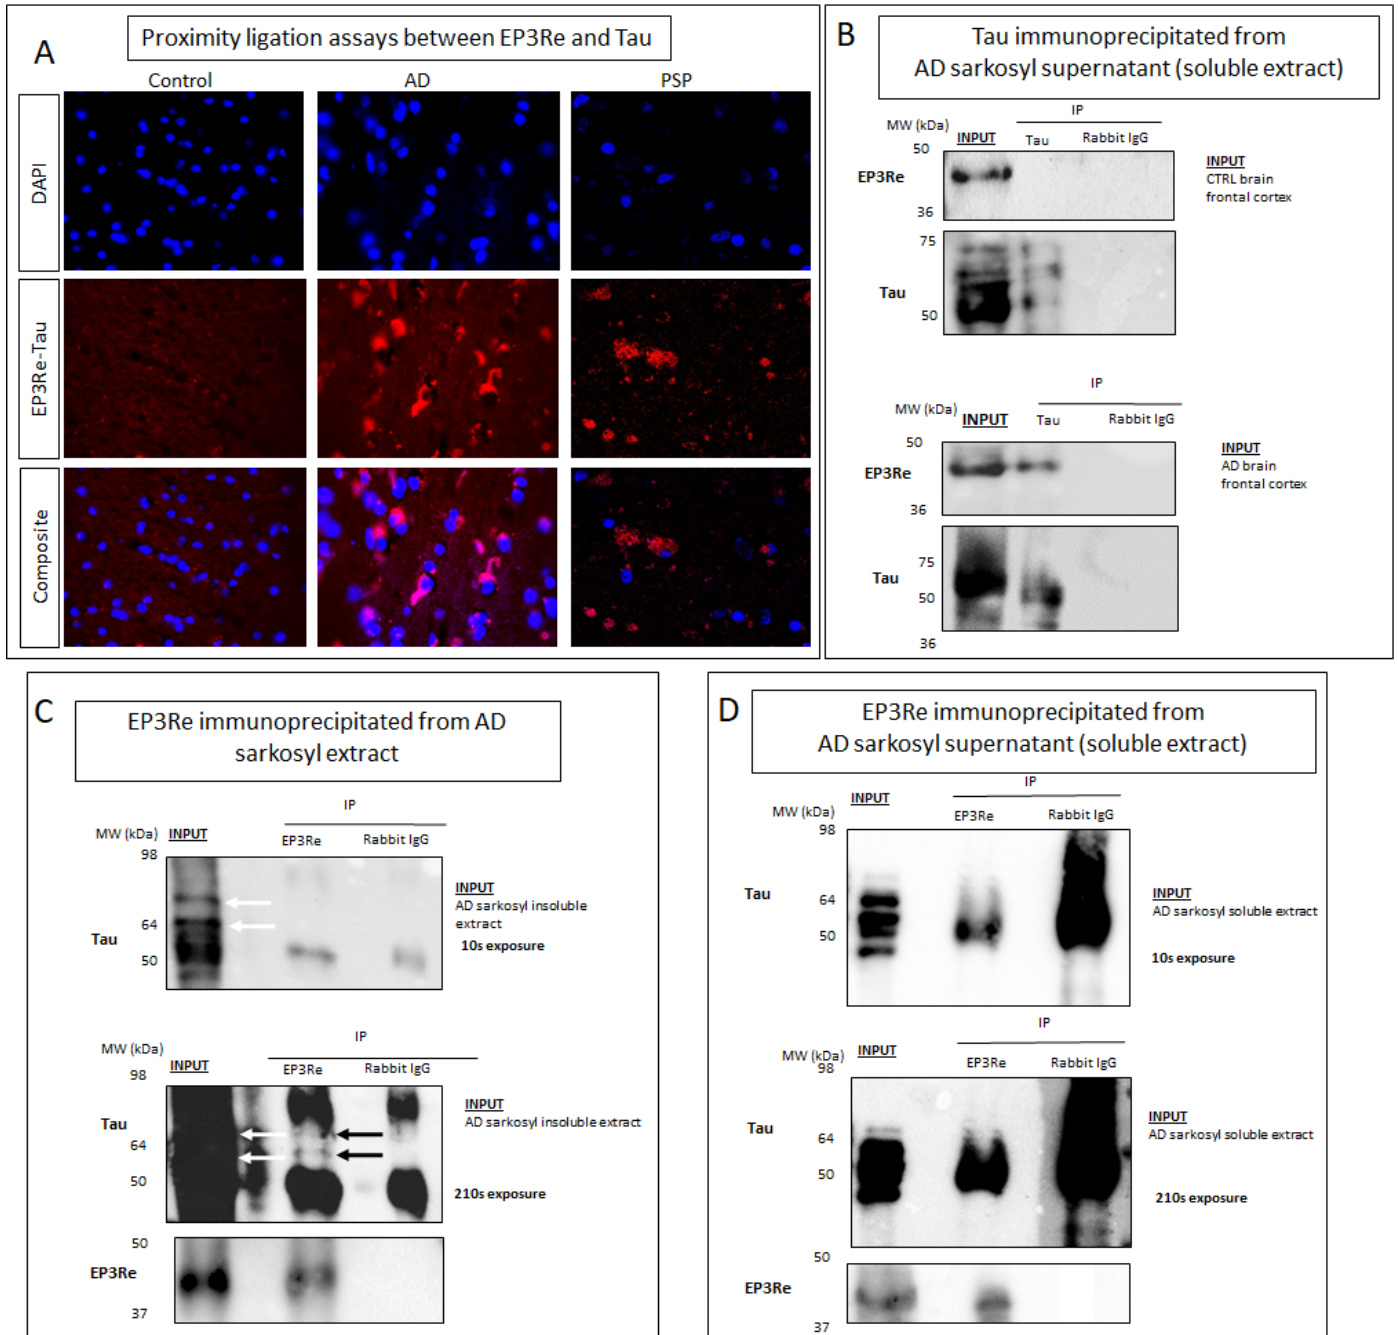 A
Proximity ligation assays between EP3Re and Tau
Control
AD
PSP
DAPI
EP3Re-Tau
Composite
B
Tau immunoprecipitated from
AD sarkosyl supernatant (soluble extract)
IP
MW (kDa)
INPUT
Tau
Rabbit IgG
50
EP3Re
36
75
Tau
50
INPUT
CTRL brain
frontal cortex
IP
MW (kDa)
INPUT
Tau
Rabbit IgG
50
EP3Re
36
75
Tau
50
36
INPUT
AD brain
frontal cortex
C
EP3Re immunoprecipitated from AD
sarkosyl extract
IP
MW (kDa)
INPUT
EP3Re
Rabbit IgG
98
64
Tau
50
INPUT
AD sarkosyl insoluble
extract
10s exposure
IP
MW (kDa)
INPUT
EP3Re
Rabbit IgG
98
Tau
64
50
INPUT
AD sarkosyl insoluble extract
210s exposure
50
EP3Re
37
D
EP3Re immunoprecipitated from
AD sarkosyl supernatant (soluble extract)
IP
INPUT
EP3Re
Rabbit IgG
MW (kDa)
98
Tau
64
50
INPUT
AD sarkosyl soluble extract
10s exposure
IP
MW (kDa)
INPUT
EP3Re
Rabbit IgG
98
Tau
64
50
INPUT
AD sarkosyl soluble extract
210s exposure
50
EP3Re
37